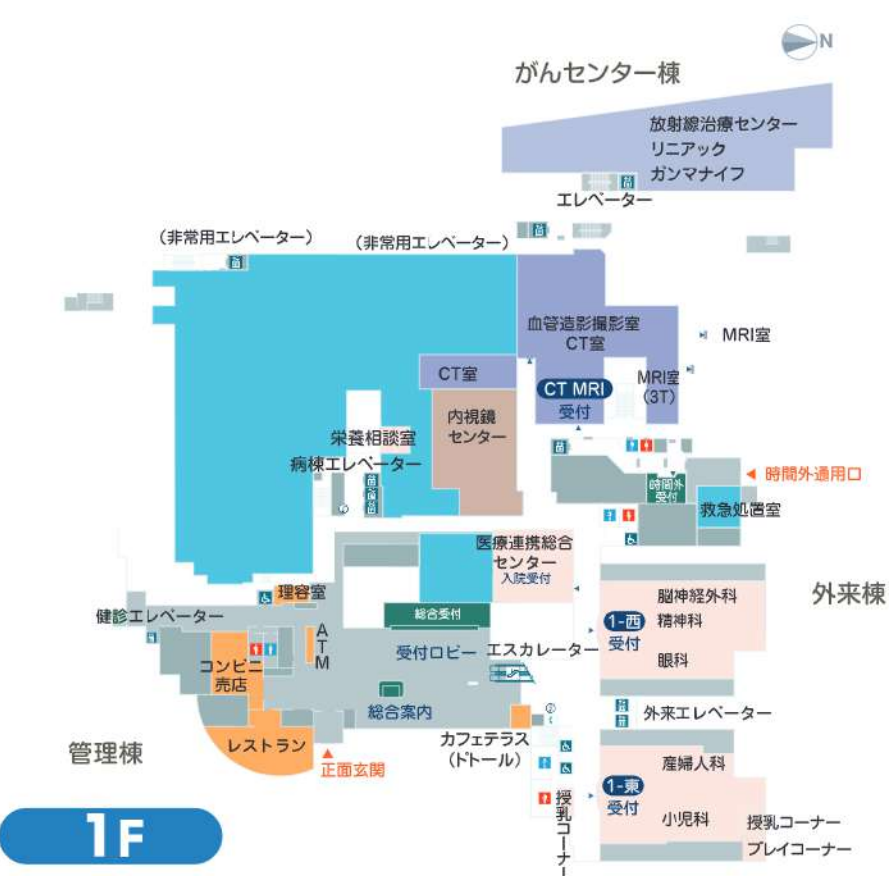 N
がんセンター棟
放射線治療センター
リニアック
ガンマナイフ
エレベーター
(非常用エレベーター)
(非常用エレベーター)
血管造影撮影室
CT室
MRI室
CT室
MRI室
(3T)
CT MRI
受付
内視鏡
センター
栄養相談室
病棟エレベーター
時間外
受付
時間外通用口
救急処置室
医療連携総合
センター
入院受付
理容室
健診エレベーター
総合受付
脳神経外科
精神科
眼科
1-西
受付
外来棟
ATM
受付ロビー
エスカレーター
コンビニ
売店
総合案内
外来エレベーター
レストラン
正面玄関
カフェテラス
(ドトール)
管理棟
産婦人科
小児科
1-東
受付
授乳コーナー
授乳コーナー
プレイコーナー
1F